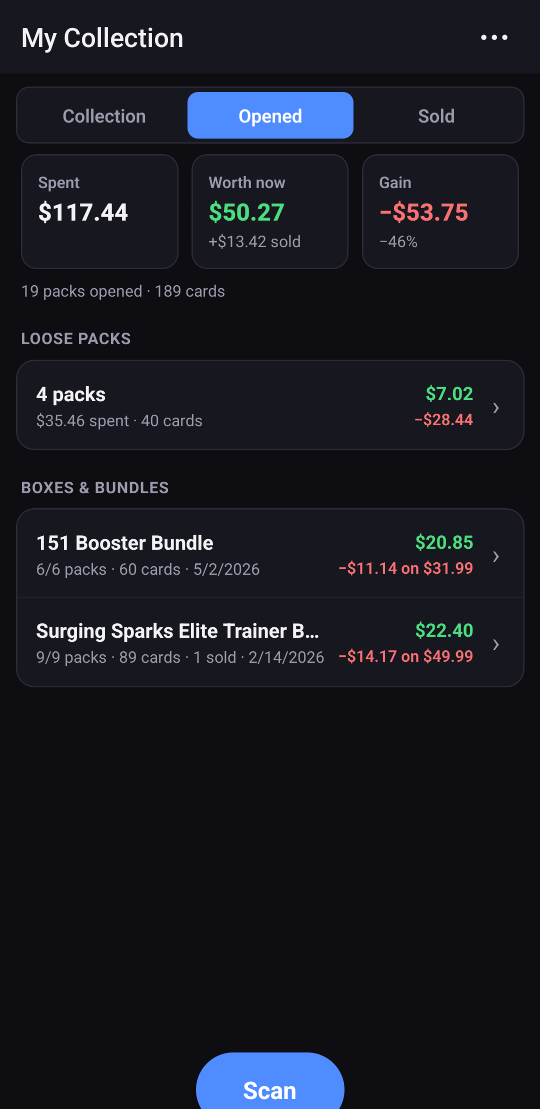 My Collection
Collection
Opened
Sold
Spent
$117.44
Worth now
$50.27
+$13.42 sold
Gain
−$53.75
−46%
19 packs opened · 189 cards
LOOSE PACKS
4 packs
$7.02
$35.46 spent · 40 cards
−$28.44
BOXES & BUNDLES
151 Booster Bundle
$20.85
6/6 packs · 60 cards · 5/2/2026
−$11.14 on $31.99
Surging Sparks Elite Trainer B…
$22.40
9/9 packs · 89 cards · 1 sold · 2/14/2026
−$14.17 on $49.99
Scan